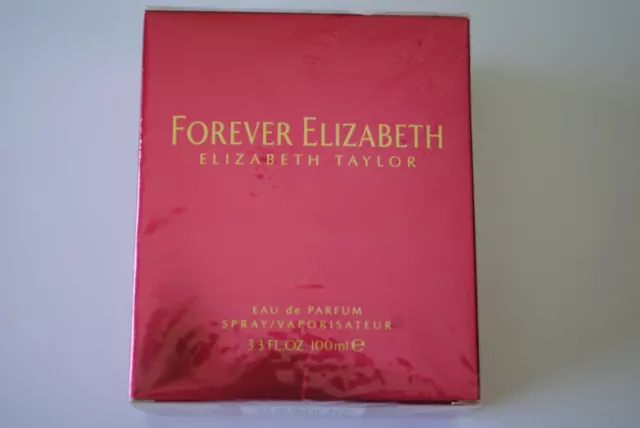 FOREVER ELIZABETH
ELIZABETH TAYLOR
EAU de PARFUM
SPRAY/VAPORISATEUR
3.3 FL.OZ. 100ml ℮